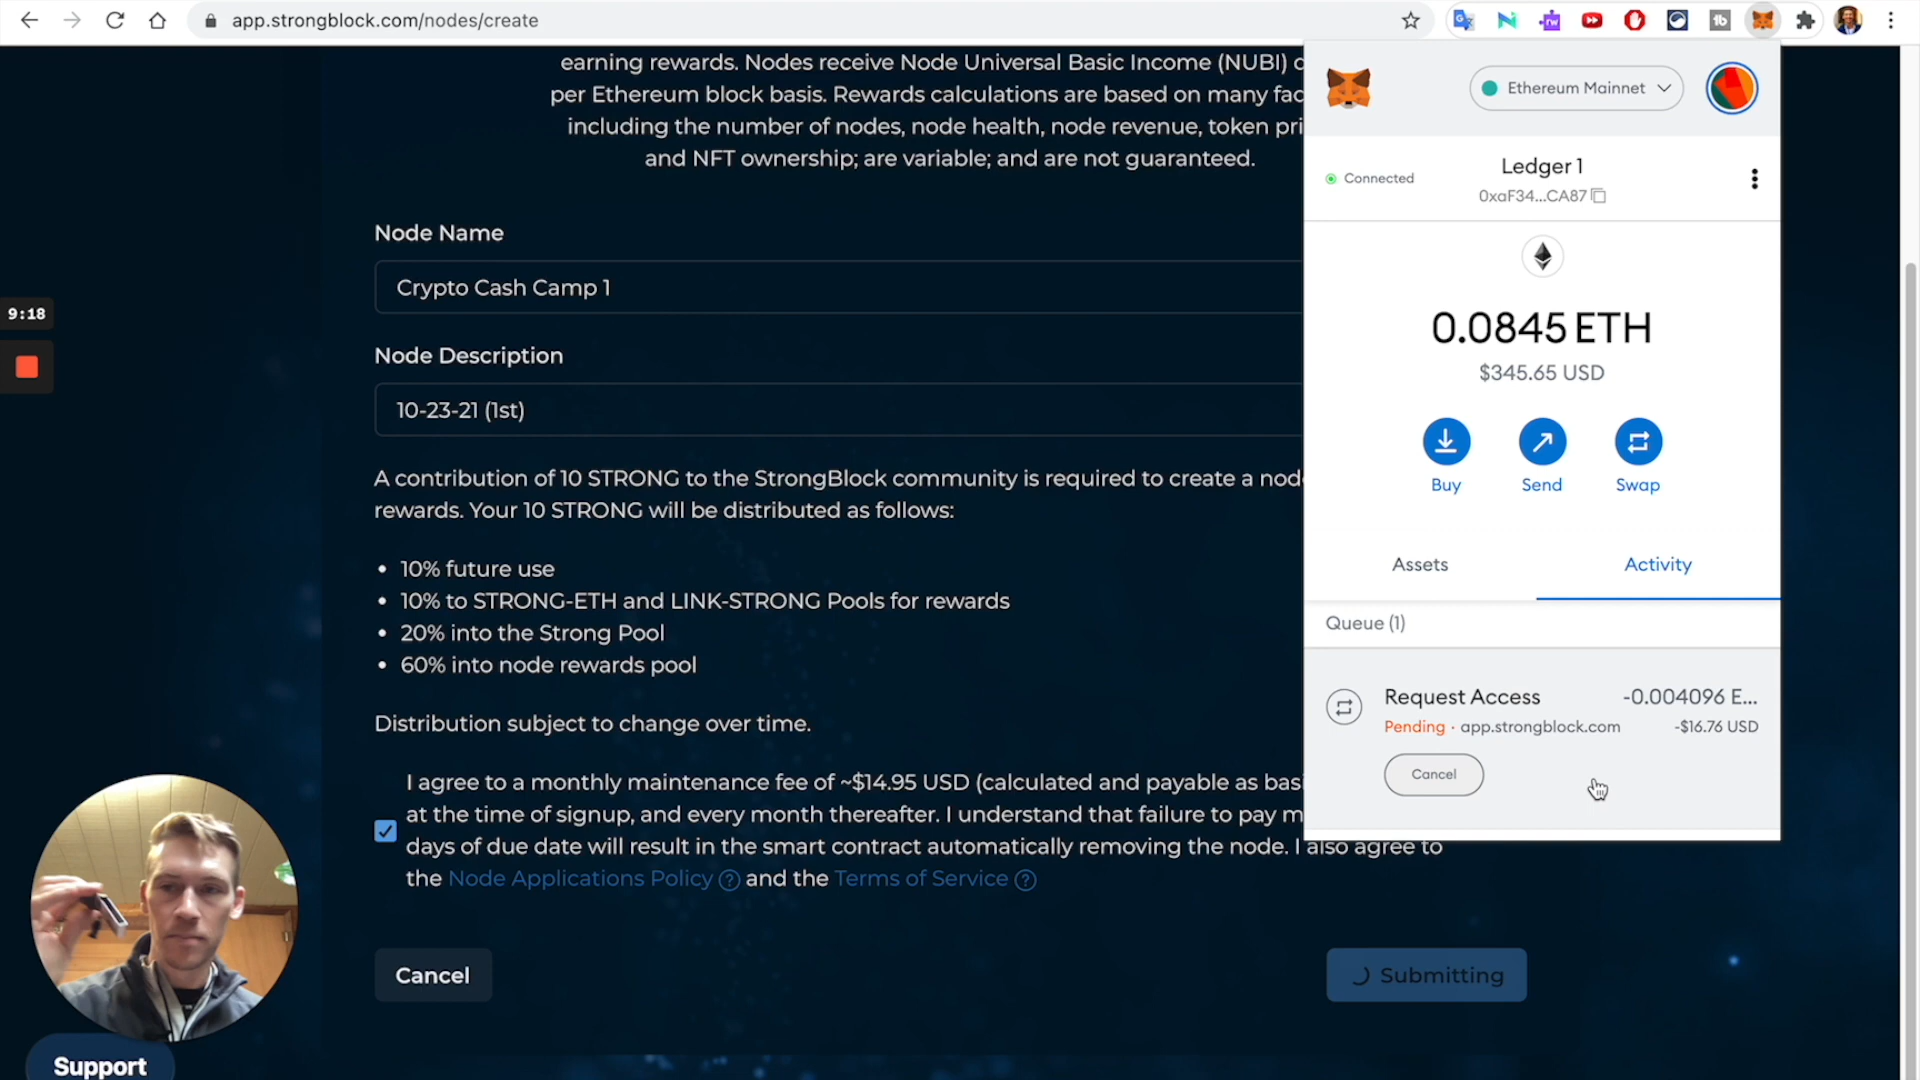 app.strongblock.com/nodes/create
earning rewards. Nodes receive Node Universal Basic Income (NUBI)
per Ethereum block basis. Rewards calculations are based on many
including the number of nodes, node health, node revenue, token
and NFT ownership; are variable; and are not guaranteed.
Node Name
Crypto Cash Camp 1
Node Description
10-23-21 (1st)
A contribution of 10 STRONG to the StrongBlock community is required to create a
rewards. Your 10 STRONG will be distributed as follows:
• 10% future use
• 10% to STRONG-ETH and LINK-STRONG Pools for rewards
• 20% into the Strong Pool
• 60% into node rewards pool
Distribution subject to change over time.
I agree to a monthly maintenance fee of ~$14.95 USD (calculated and payable as
at the time of signup, and every month thereafter. I understand that failure to pay
days of due date will result in the smart contract automatically removing the node. I also agree to
the Node Applications Policy ? and the Terms of Service ?
Cancel
Submitting
9:18
Support
Ethereum Mainnet
Connected
Ledger 1
0xaF34...CA87
0.0845 ETH
$345.65 USD
Buy
Send
Swap
Assets
Activity
Queue (1)
Request Access
-0.004096 E...
Pending · app.strongblock.com
-$16.76 USD
Cancel